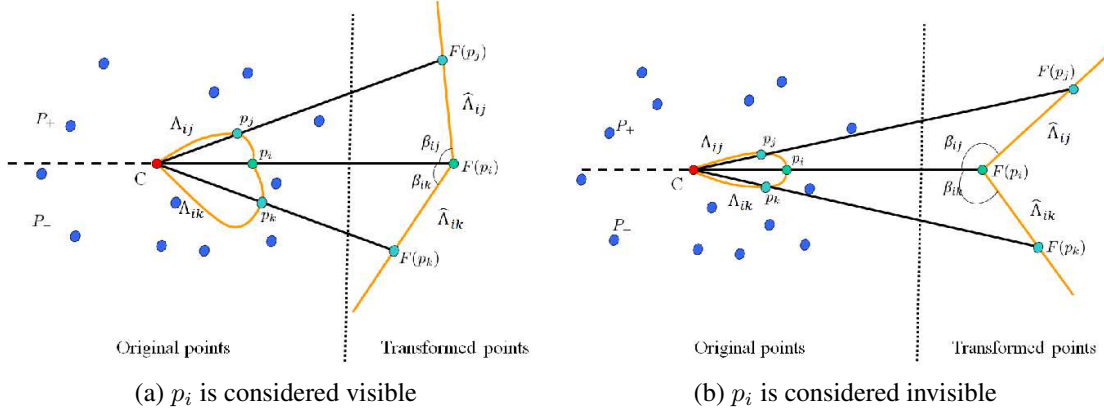 F(p_j)
Λ̂_ij
P_+
Λ_ij
p_j
p_i
β_ij
F(p_i)
C
β_ik
Λ_ik
p_k
Λ̂_ik
P_−
F(p_k)
Original points
Transformed points
(a) p_i is considered visible
F(p_j)
Λ̂_ij
P_+
Λ_ij
p_j
p_i
β_ij
F(p_i)
C
β_ik
Λ_ik
p_k
Λ̂_ik
P_−
F(p_k)
Original points
Transformed points
(b) p_i is considered invisible